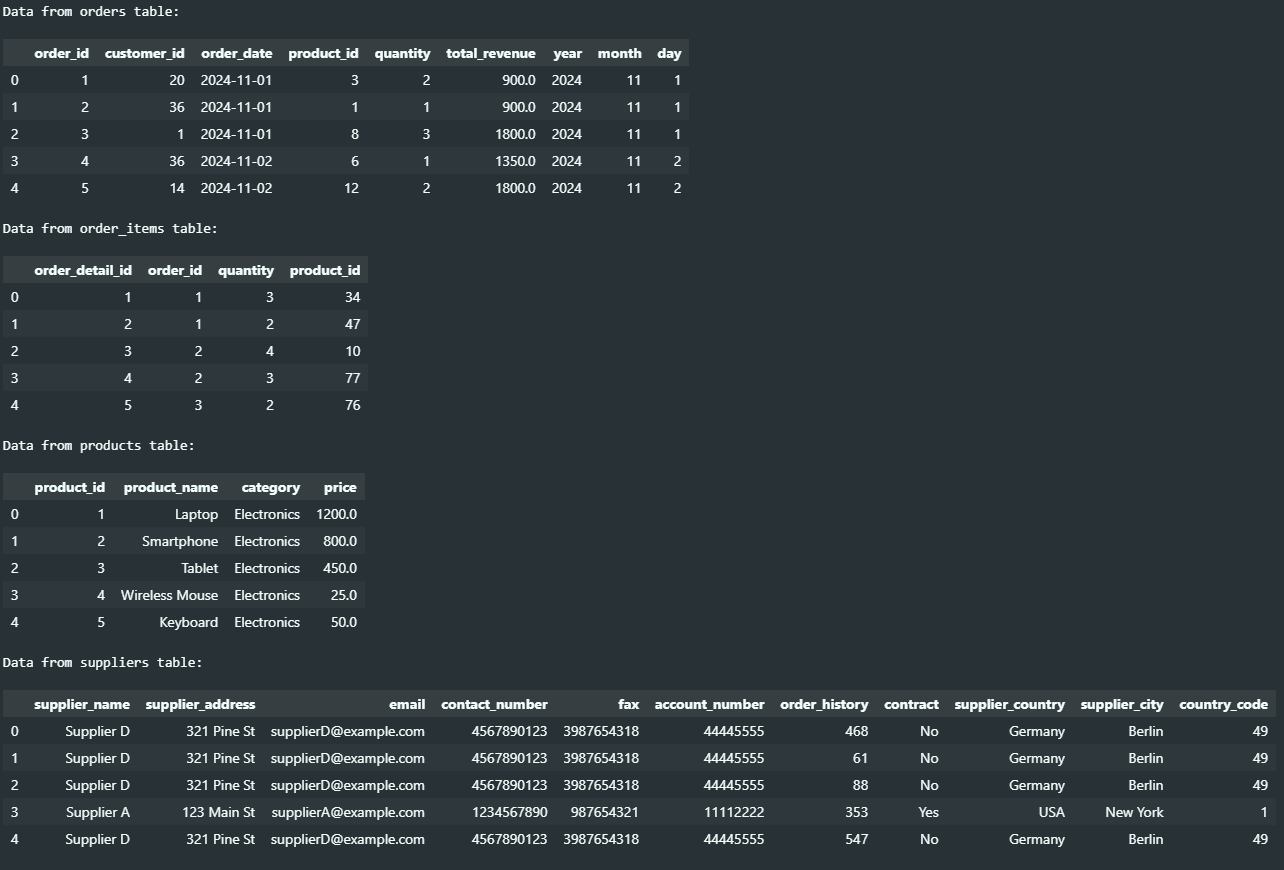 Data from orders table:
order_id customer_id order_date product_id quantity total_revenue year month day
0 1 20 2024-11-01 3 2 900.0 2024 11 1
1 2 36 2024-11-01 1 1 900.0 2024 11 1
2 3 1 2024-11-01 8 3 1800.0 2024 11 1
3 4 36 2024-11-02 6 1 1350.0 2024 11 2
4 5 14 2024-11-02 12 2 1800.0 2024 11 2
Data from order_items table:
order_detail_id order_id quantity product_id
0 1 1 3 34
1 2 1 2 47
2 3 2 4 10
3 4 2 3 77
4 5 3 2 76
Data from products table:
product_id product_name category price
0 1 Laptop Electronics 1200.0
1 2 Smartphone Electronics 800.0
2 3 Tablet Electronics 450.0
3 4 Wireless Mouse Electronics 25.0
4 5 Keyboard Electronics 50.0
Data from suppliers table:
supplier_name supplier_address email contact_number fax account_number order_history contract supplier_country supplier_city country_code
0 Supplier D 321 Pine St supplierD@example.com 4567890123 3987654318 44445555 468 No Germany Berlin 49
1 Supplier D 321 Pine St supplierD@example.com 4567890123 3987654318 44445555 61 No Germany Berlin 49
2 Supplier D 321 Pine St supplierD@example.com 4567890123 3987654318 44445555 88 No Germany Berlin 49
3 Supplier A 123 Main St supplierA@example.com 1234567890 987654321 11112222 353 Yes USA New York 1
4 Supplier D 321 Pine St supplierD@example.com 4567890123 3987654318 44445555 547 No Germany Berlin 49